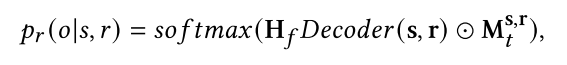 p_r(o|s, r) = softmax(H_f Decoder(s, r) ⊙ M_t^{s,r}),